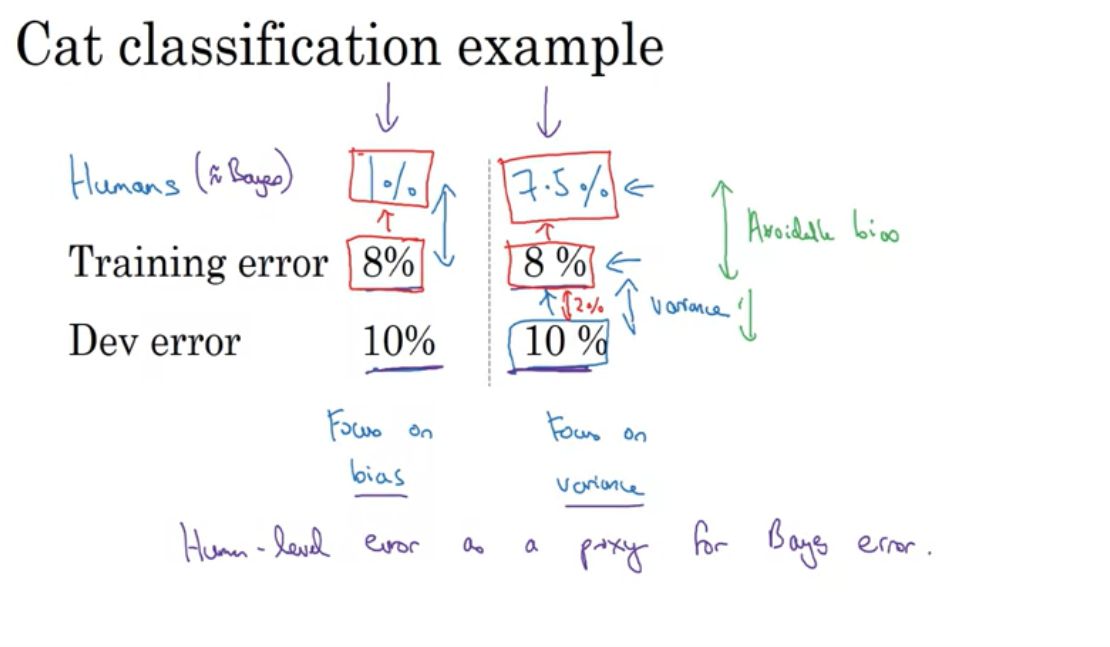 Cat classification example
Humans (≈ Bayes) 1% 7.5%
Training error 8% 8 %
2% Variance Avoidable bias
Dev error 10% 10 %
Focus on Focus on
bias variance
Human-level error as a proxy for Bayes error.